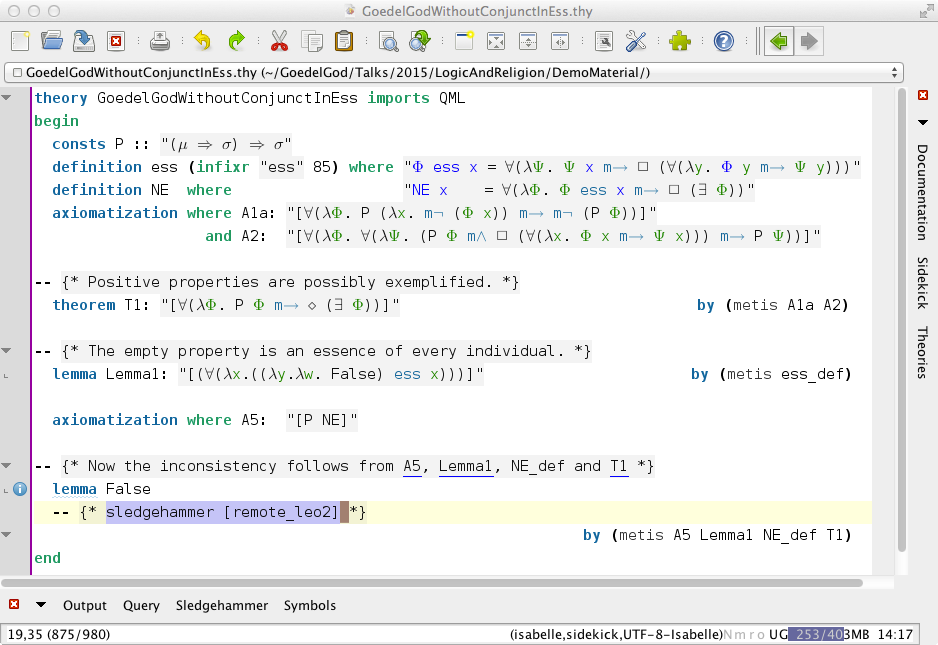 GoedelGodWithoutConjunctInEss.thy
GoedelGodWithoutConjunctInEss.thy (~/GoedelGod/Talks/2015/LogicAndReligion/DemoMaterial/)
theory GoedelGodWithoutConjunctInEss imports QML
begin
consts P :: "(μ ⇒ σ) ⇒ σ"
definition ess (infixr "ess" 85) where "Φ ess x = ∀(λΨ. Ψ x m→ □ (∀(λy. Φ y m→ Ψ y)))"
definition NE where "NE x = ∀(λΦ. Φ ess x m→ □ (∃ Φ))"
axiomatization where A1a: "[∀(λΦ. P (λx. m¬ (Φ x)) m→ m¬ (P Φ))]"
and A2: "[∀(λΦ. ∀(λΨ. (P Φ m∧ □ (∀(λx. Φ x m→ Ψ x))) m→ P Ψ))]"
-- {* Positive properties are possibly exemplified. *}
theorem T1: "[∀(λΦ. P Φ m→ ◇ (∃ Φ))]" by (metis A1a A2)
-- {* The empty property is an essence of every individual. *}
lemma Lemma1: "[(∀(λx.((λy.λw. False) ess x)))]" by (metis ess_def)
axiomatization where A5: "[P NE]"
-- {* Now the inconsistency follows from A5, Lemma1, NE_def and T1 *}
lemma False
-- {* sledgehammer [remote_leo2] *}
by (metis A5 Lemma1 NE_def T1)
end
Documentation
Sidekick
Theories
Output Query Sledgehammer Symbols
19,35 (875/980) (isabelle,sidekick,UTF-8-Isabelle)N m r o UG 253/403MB 14:17